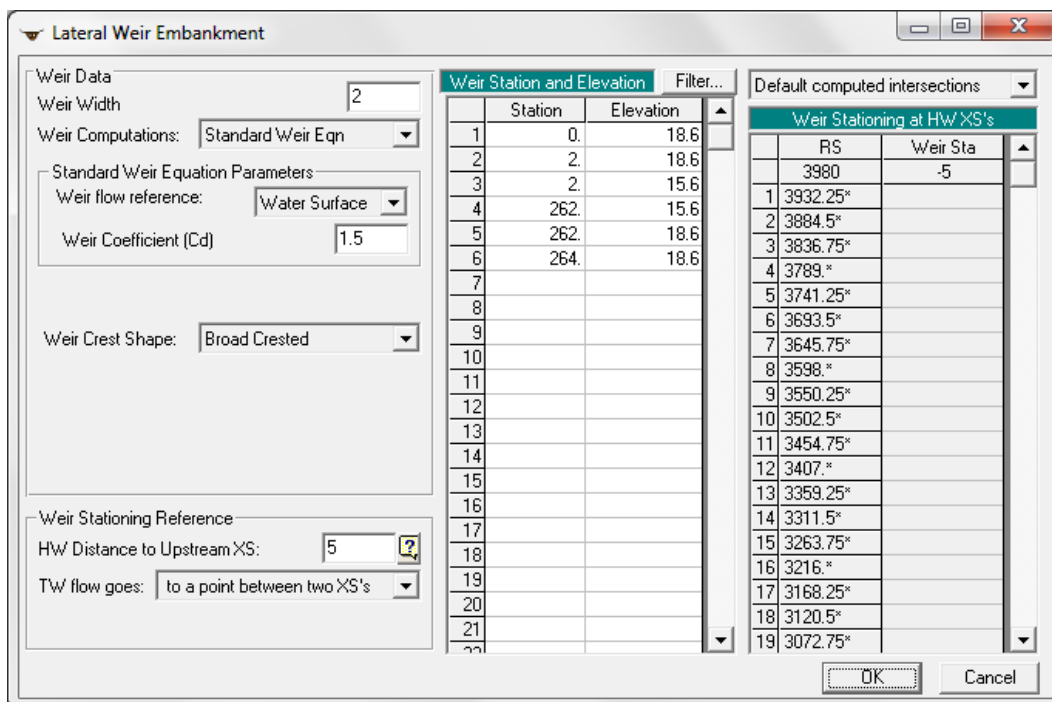 Lateral Weir Embankment
Weir Data
Weir Width 2
Weir Computations: Standard Weir Eqn
Standard Weir Equation Parameters
Weir flow reference: Water Surface
Weir Coefficient (Cd) 1.5
Weir Crest Shape: Broad Crested
Weir Stationing Reference
HW Distance to Upstream XS: 5 ?
TW flow goes: to a point between two XS's
Weir Station and Elevation Filter...
Station Elevation
1 0. 18.6
2 2. 18.6
3 2. 15.6
4 262. 15.6
5 262. 18.6
6 264. 18.6
7
8
9
10
11
12
13
14
15
16
17
18
19
20
21
Default computed intersections
Weir Stationing at HW XS's
RS Weir Sta
3980 -5
1 3932.25*
2 3884.5*
3 3836.75*
4 3789.*
5 3741.25*
6 3693.5*
7 3645.75*
8 3598.*
9 3550.25*
10 3502.5*
11 3454.75*
12 3407.*
13 3359.25*
14 3311.5*
15 3263.75*
16 3216.*
17 3168.25*
18 3120.5*
19 3072.75*
OK Cancel